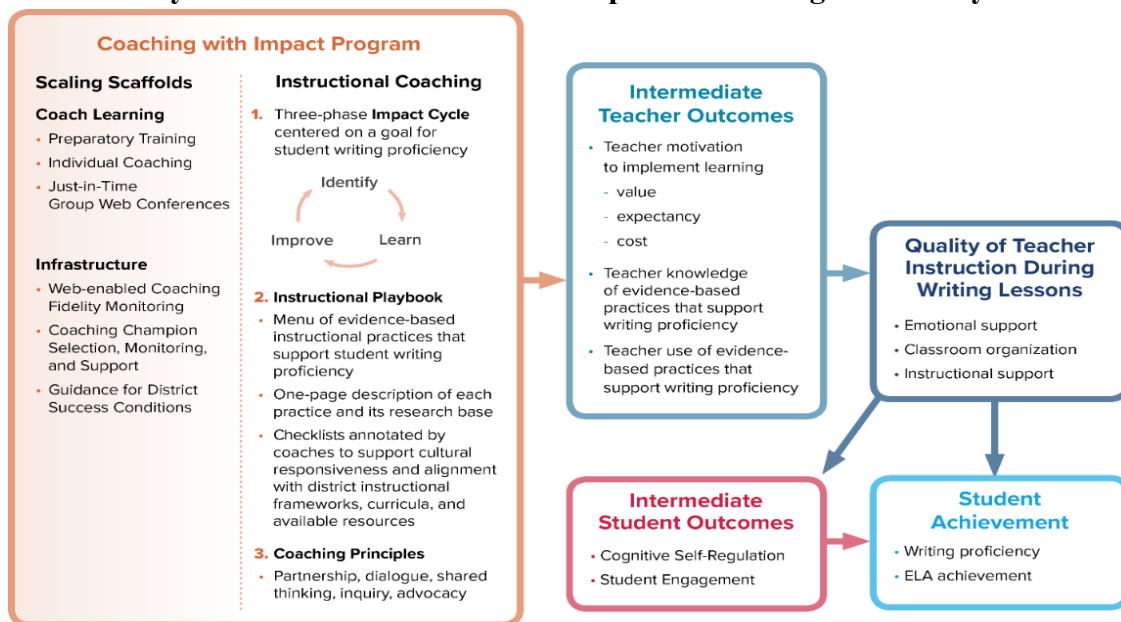 Coaching with Impact Program
Scaling Scaffolds
Coach Learning
• Preparatory Training
• Individual Coaching
• Just-in-Time
Group Web Conferences
Infrastructure
• Web-enabled Coaching
Fidelity Monitoring
• Coaching Champion
Selection, Monitoring,
and Support
• Guidance for District
Success Conditions
Instructional Coaching
1. Three-phase Impact Cycle
centered on a goal for
student writing proficiency
Identify
Improve
Learn
2. Instructional Playbook
• Menu of evidence-based
instructional practices that
support student writing
proficiency
• One-page description of each
practice and its research base
• Checklists annotated by
coaches to support cultural
responsiveness and alignment
with district instructional
frameworks, curricula, and
available resources
3. Coaching Principles
• Partnership, dialogue, shared
thinking, inquiry, advocacy
Intermediate
Teacher Outcomes
• Teacher motivation
to implement learning
- value
- expectancy
- cost
• Teacher knowledge
of evidence-based
practices that support
writing proficiency
• Teacher use of evidence-
based practices that
support writing proficiency
Quality of Teacher
Instruction During
Writing Lessons
• Emotional support
• Classroom organization
• Instructional support
Intermediate
Student Outcomes
• Cognitive Self-Regulation
• Student Engagement
Student
Achievement
• Writing proficiency
• ELA achievement